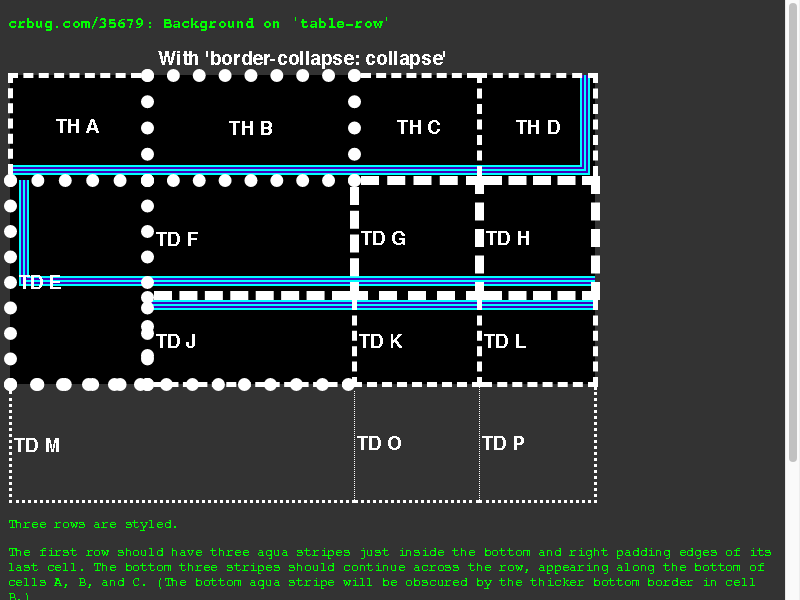 crbug.com/35679: Background on 'table-row'
With 'border-collapse: collapse'
TH A TH B TH C TH D
TD E TD F TD G TD H
TD J TD K TD L
TD M TD O TD P
Three rows are styled.
The first row should have three aqua stripes just inside the bottom and right padding edges of its
last cell. The bottom three stripes should continue across the row, appearing along the bottom of
cells A, B, and C. (The bottom aqua stripe will be obscured by the thicker bottom border in cell
B.)